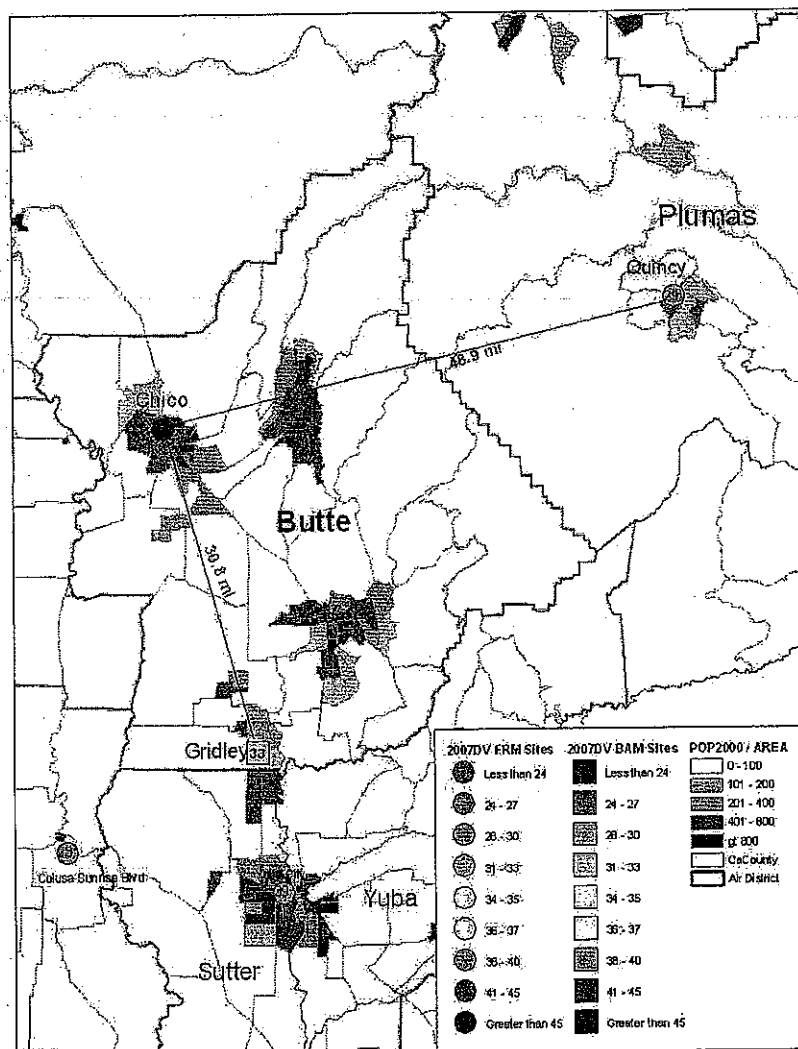 Plumas
Quincy
46.9 mi
Chico
Butte
30.8 mi
Gridley 33
Colusa-Sunrise Blvd
Yuba
Sutter
2007DV FRM Sites 2007DV BAM Sites POP2000 / AREA
Less than 24 Less than 24 0 - 100
24 - 27 24 - 27 101 - 200
28 - 30 28 - 30 201 - 400
31 - 33 31 - 33 401 - 800
34 - 35 34 - 35 gt 800
36 - 37 36 - 37 CaCounty
38 - 40 38 - 40 Air District
41 - 45 41 - 45
Greater than 45 Greater than 45